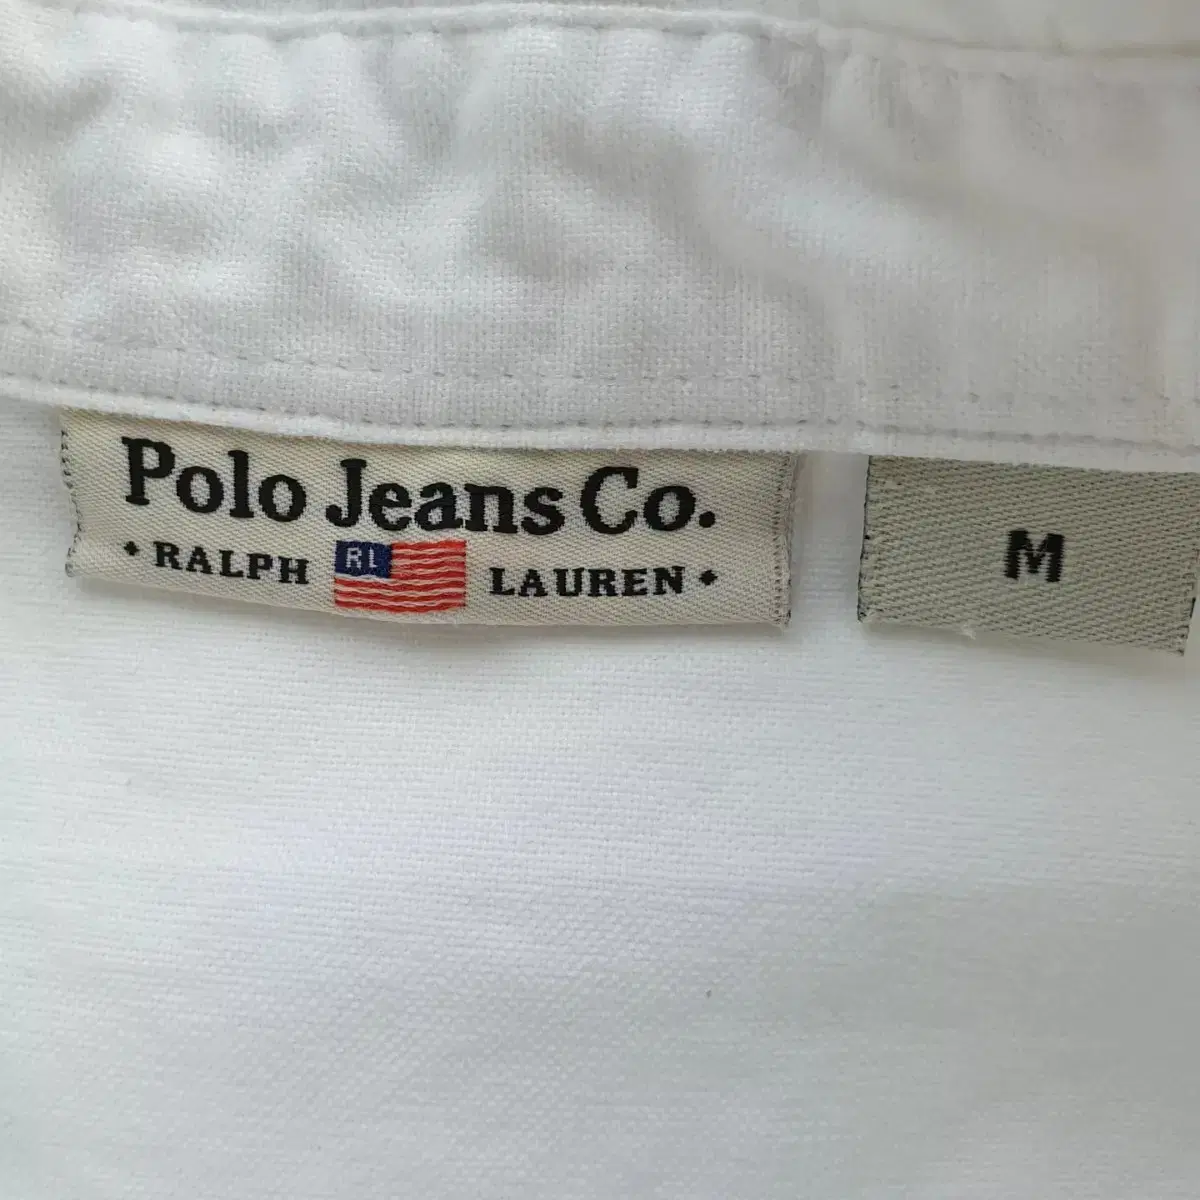 Polo Jeans Co.
• RALPH RL LAUREN •
M